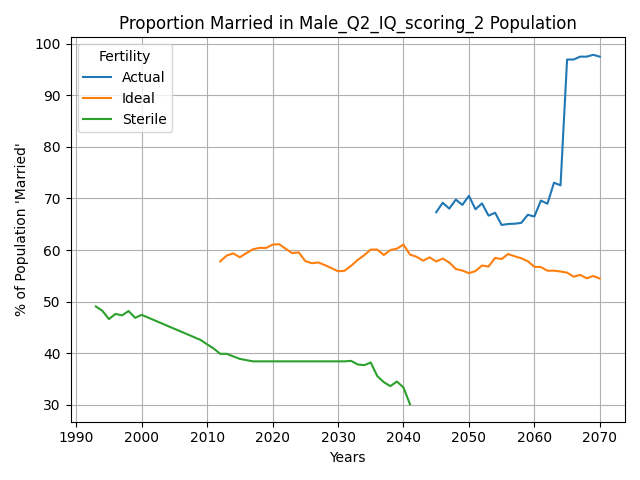 Proportion Married in Male_Q2_IQ_scoring_2 Population
100
90
80
70
60
50
40
30
% of Population 'Married'
Fertility
Actual
Ideal
Sterile
1990 2000 2010 2020 2030 2040 2050 2060 2070
Years